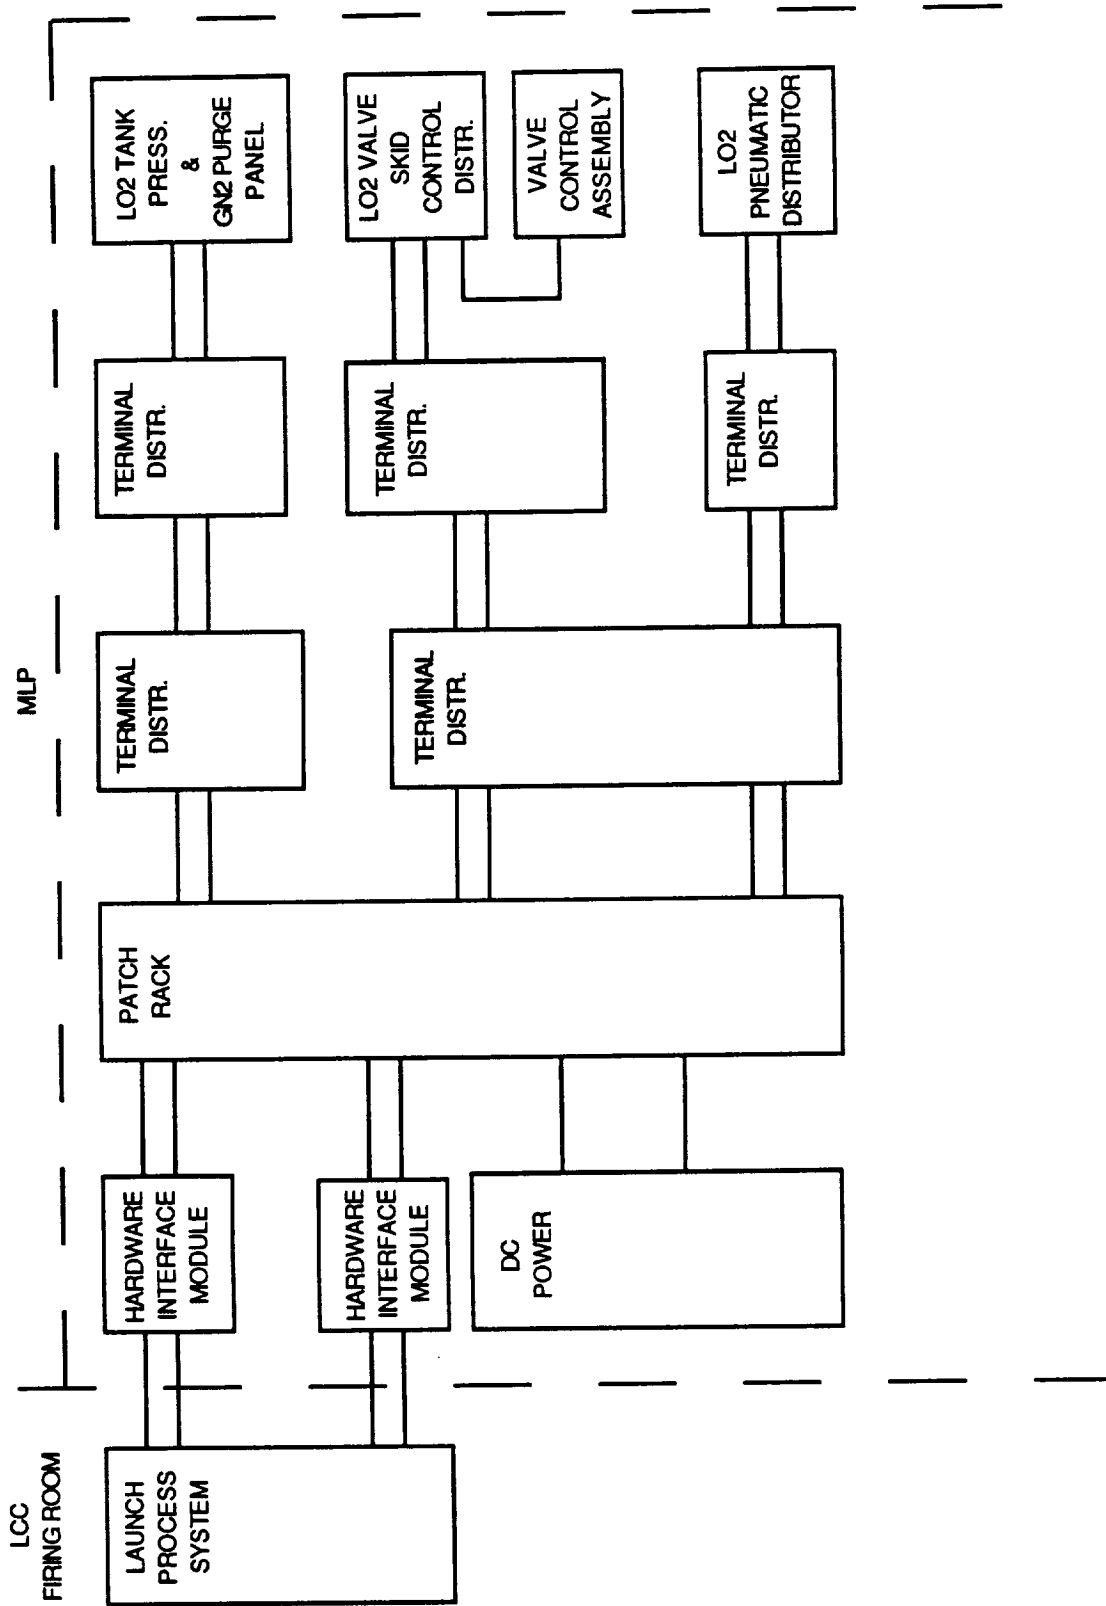 LCC
FIRING ROOM
MLP
LAUNCH
PROCESS
SYSTEM
HARDWARE
INTERFACE
MODULE
HARDWARE
INTERFACE
MODULE
DC
POWER
PATCH
RACK
TERMINAL
DISTR.
TERMINAL
DISTR.
TERMINAL
DISTR.
TERMINAL
DISTR.
TERMINAL
DISTR.
LO2 TANK
PRESS.
&
GN2 PURGE
PANEL
LO2 VALVE
SKID
CONTROL
DISTR.
VALVE
CONTROL
ASSEMBLY
LO2
PNEUMATIC
DISTRIBUTOR